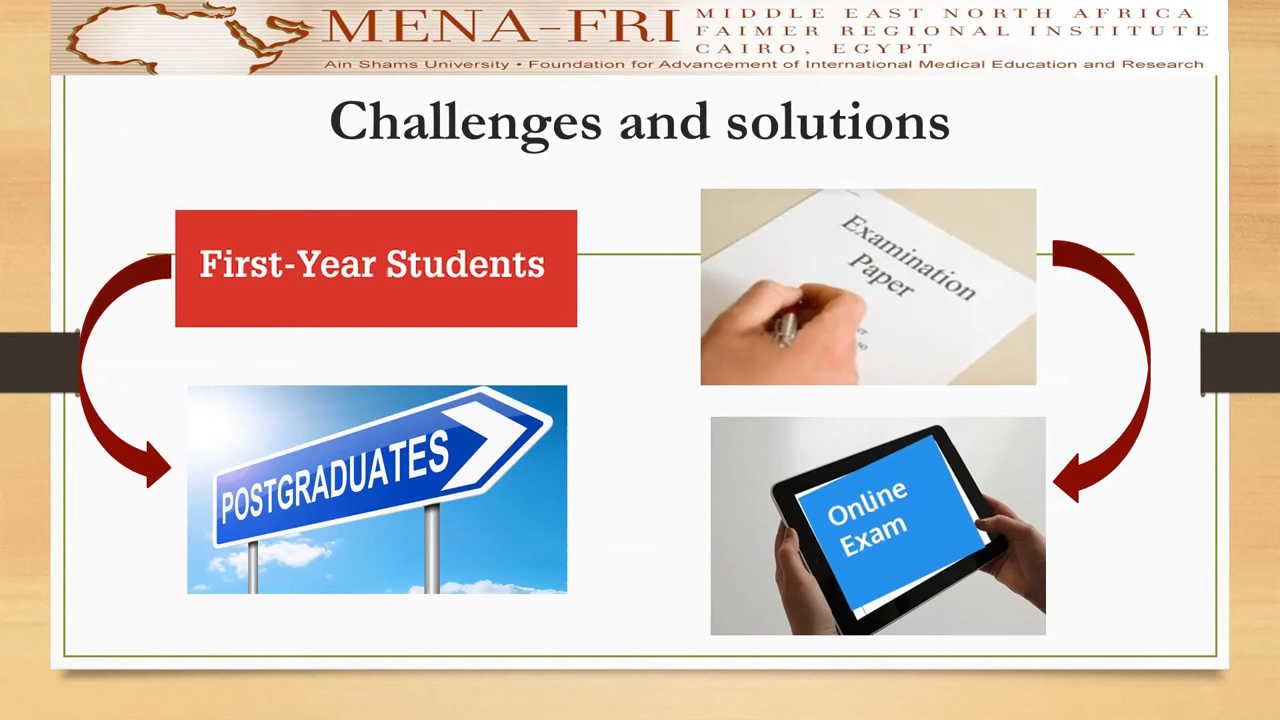 MENA-FRI
MIDDLE EAST NORTH AFRICA
FAIMER REGIONAL INSTITUTE
CAIRO, EGYPT
Ain Shams University • Foundation for Advancement of International Medical Education and Research
Challenges and solutions
First-Year Students
Examination
Paper
POSTGRADUATES
Online
Exam